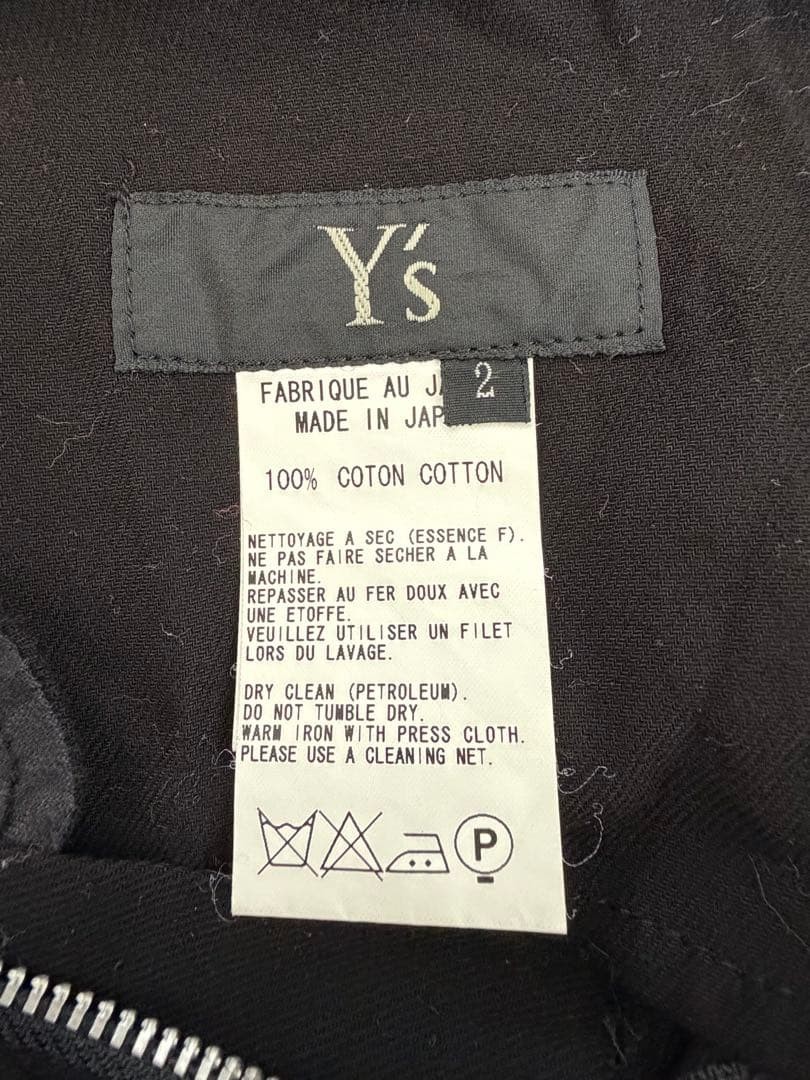 Y's
2
FABRIQUE AU
MADE IN
100% COTON COTTON
NETTOYAGE A SEC (ESSENCE F).
NE PAS FAIRE SECHER A LA
MACHINE.
REPASSER AU FER DOUX AVEC
UNE ETOFFE.
VEUILLEZ UTILISER UN FILET
LORS DU LAVAGE.
DRY CLEAN (PETROLEUM).
DO NOT TUMBLE DRY.
WARM IRON WITH PRESS CLOTH.
PLEASE USE A CLEANING NET.
P